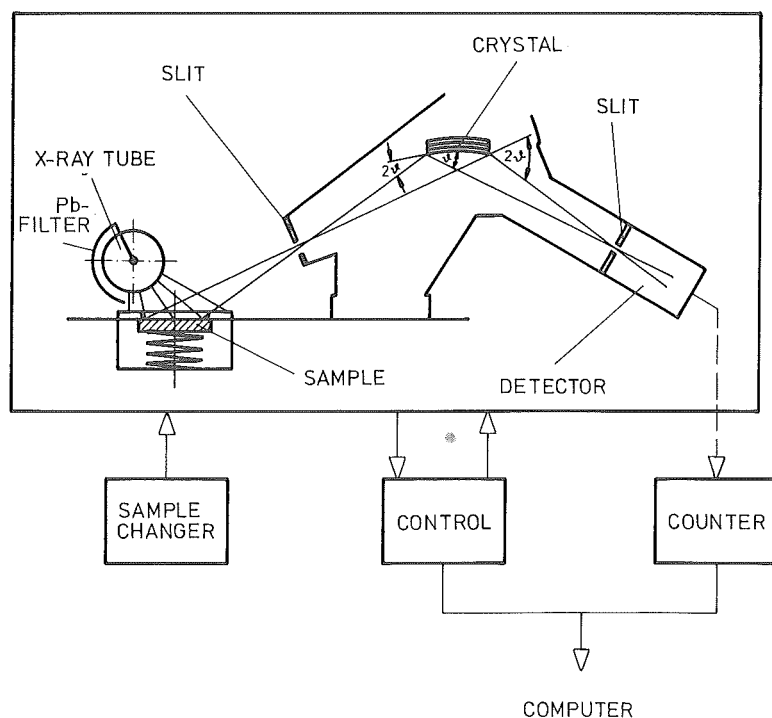 CRYSTAL
SLIT
SLIT
X-RAY TUBE
Pb-
FILTER
2ϑ
ϑ
2ϑ
SAMPLE
DETECTOR
SAMPLE
CHANGER
CONTROL
COUNTER
COMPUTER